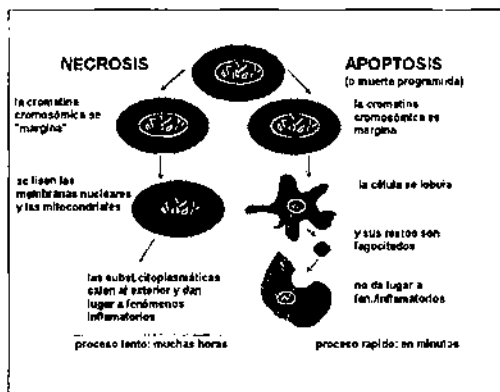 NECROSIS
la cromatina
cromosómica se
"margina"
se lisen las
membranas nucleares
y las mitocondriales
las subst.citoplasmáticas
salen al exterior y dan
lugar a fenómenos
inflamatorios
proceso lento: muchas horas
APOPTOSIS
(o muerte programada)
la cromatina
cromosómica se
margina
la célula se lobula
y sus restos son
fagocitados
no da lugar a
fen./inflamatorios
proceso rapido: en minutos